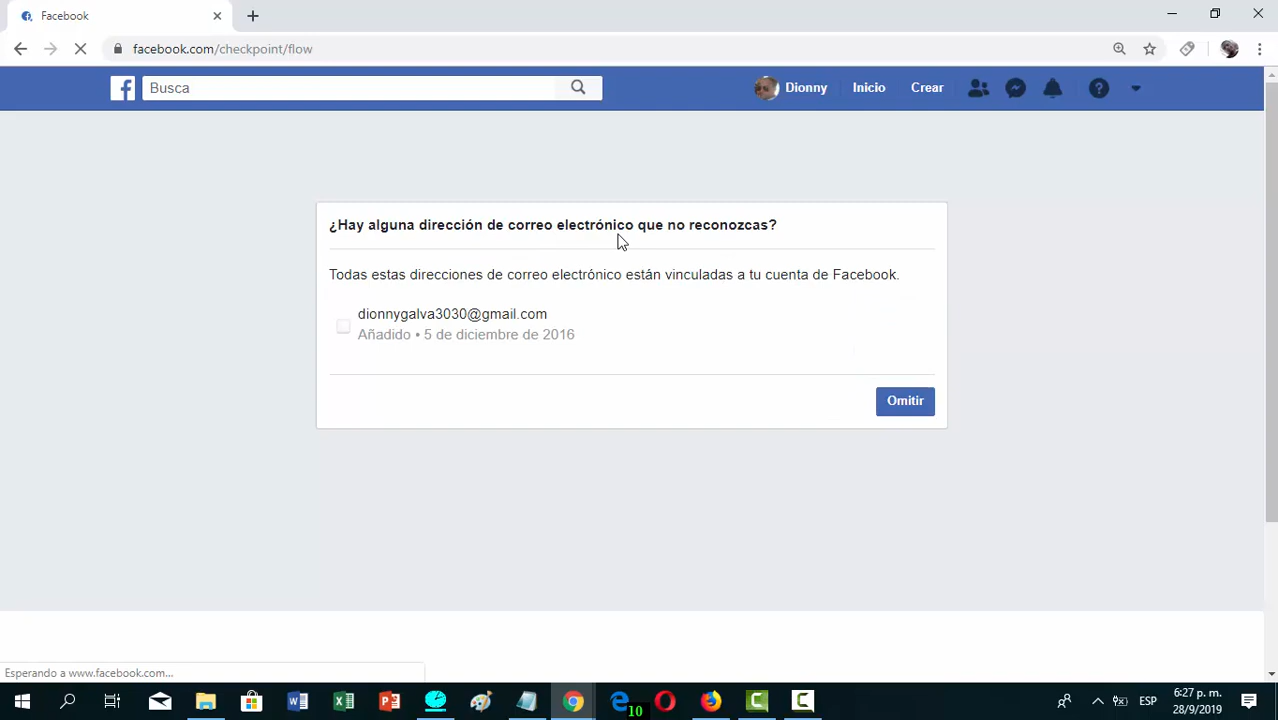 Facebook
facebook.com/checkpoint/flow
Busca
Dionny
Inicio
Crear
¿Hay alguna dirección de correo electrónico que no reconozcas?
Todas estas direcciones de correo electrónico están vinculadas a tu cuenta de Facebook.
dionnygalva3030@gmail.com
Añadido • 5 de diciembre de 2016
Omitir
Esperando a www.facebook.com...
10
ESP
6:27 p. m.
28/9/2019